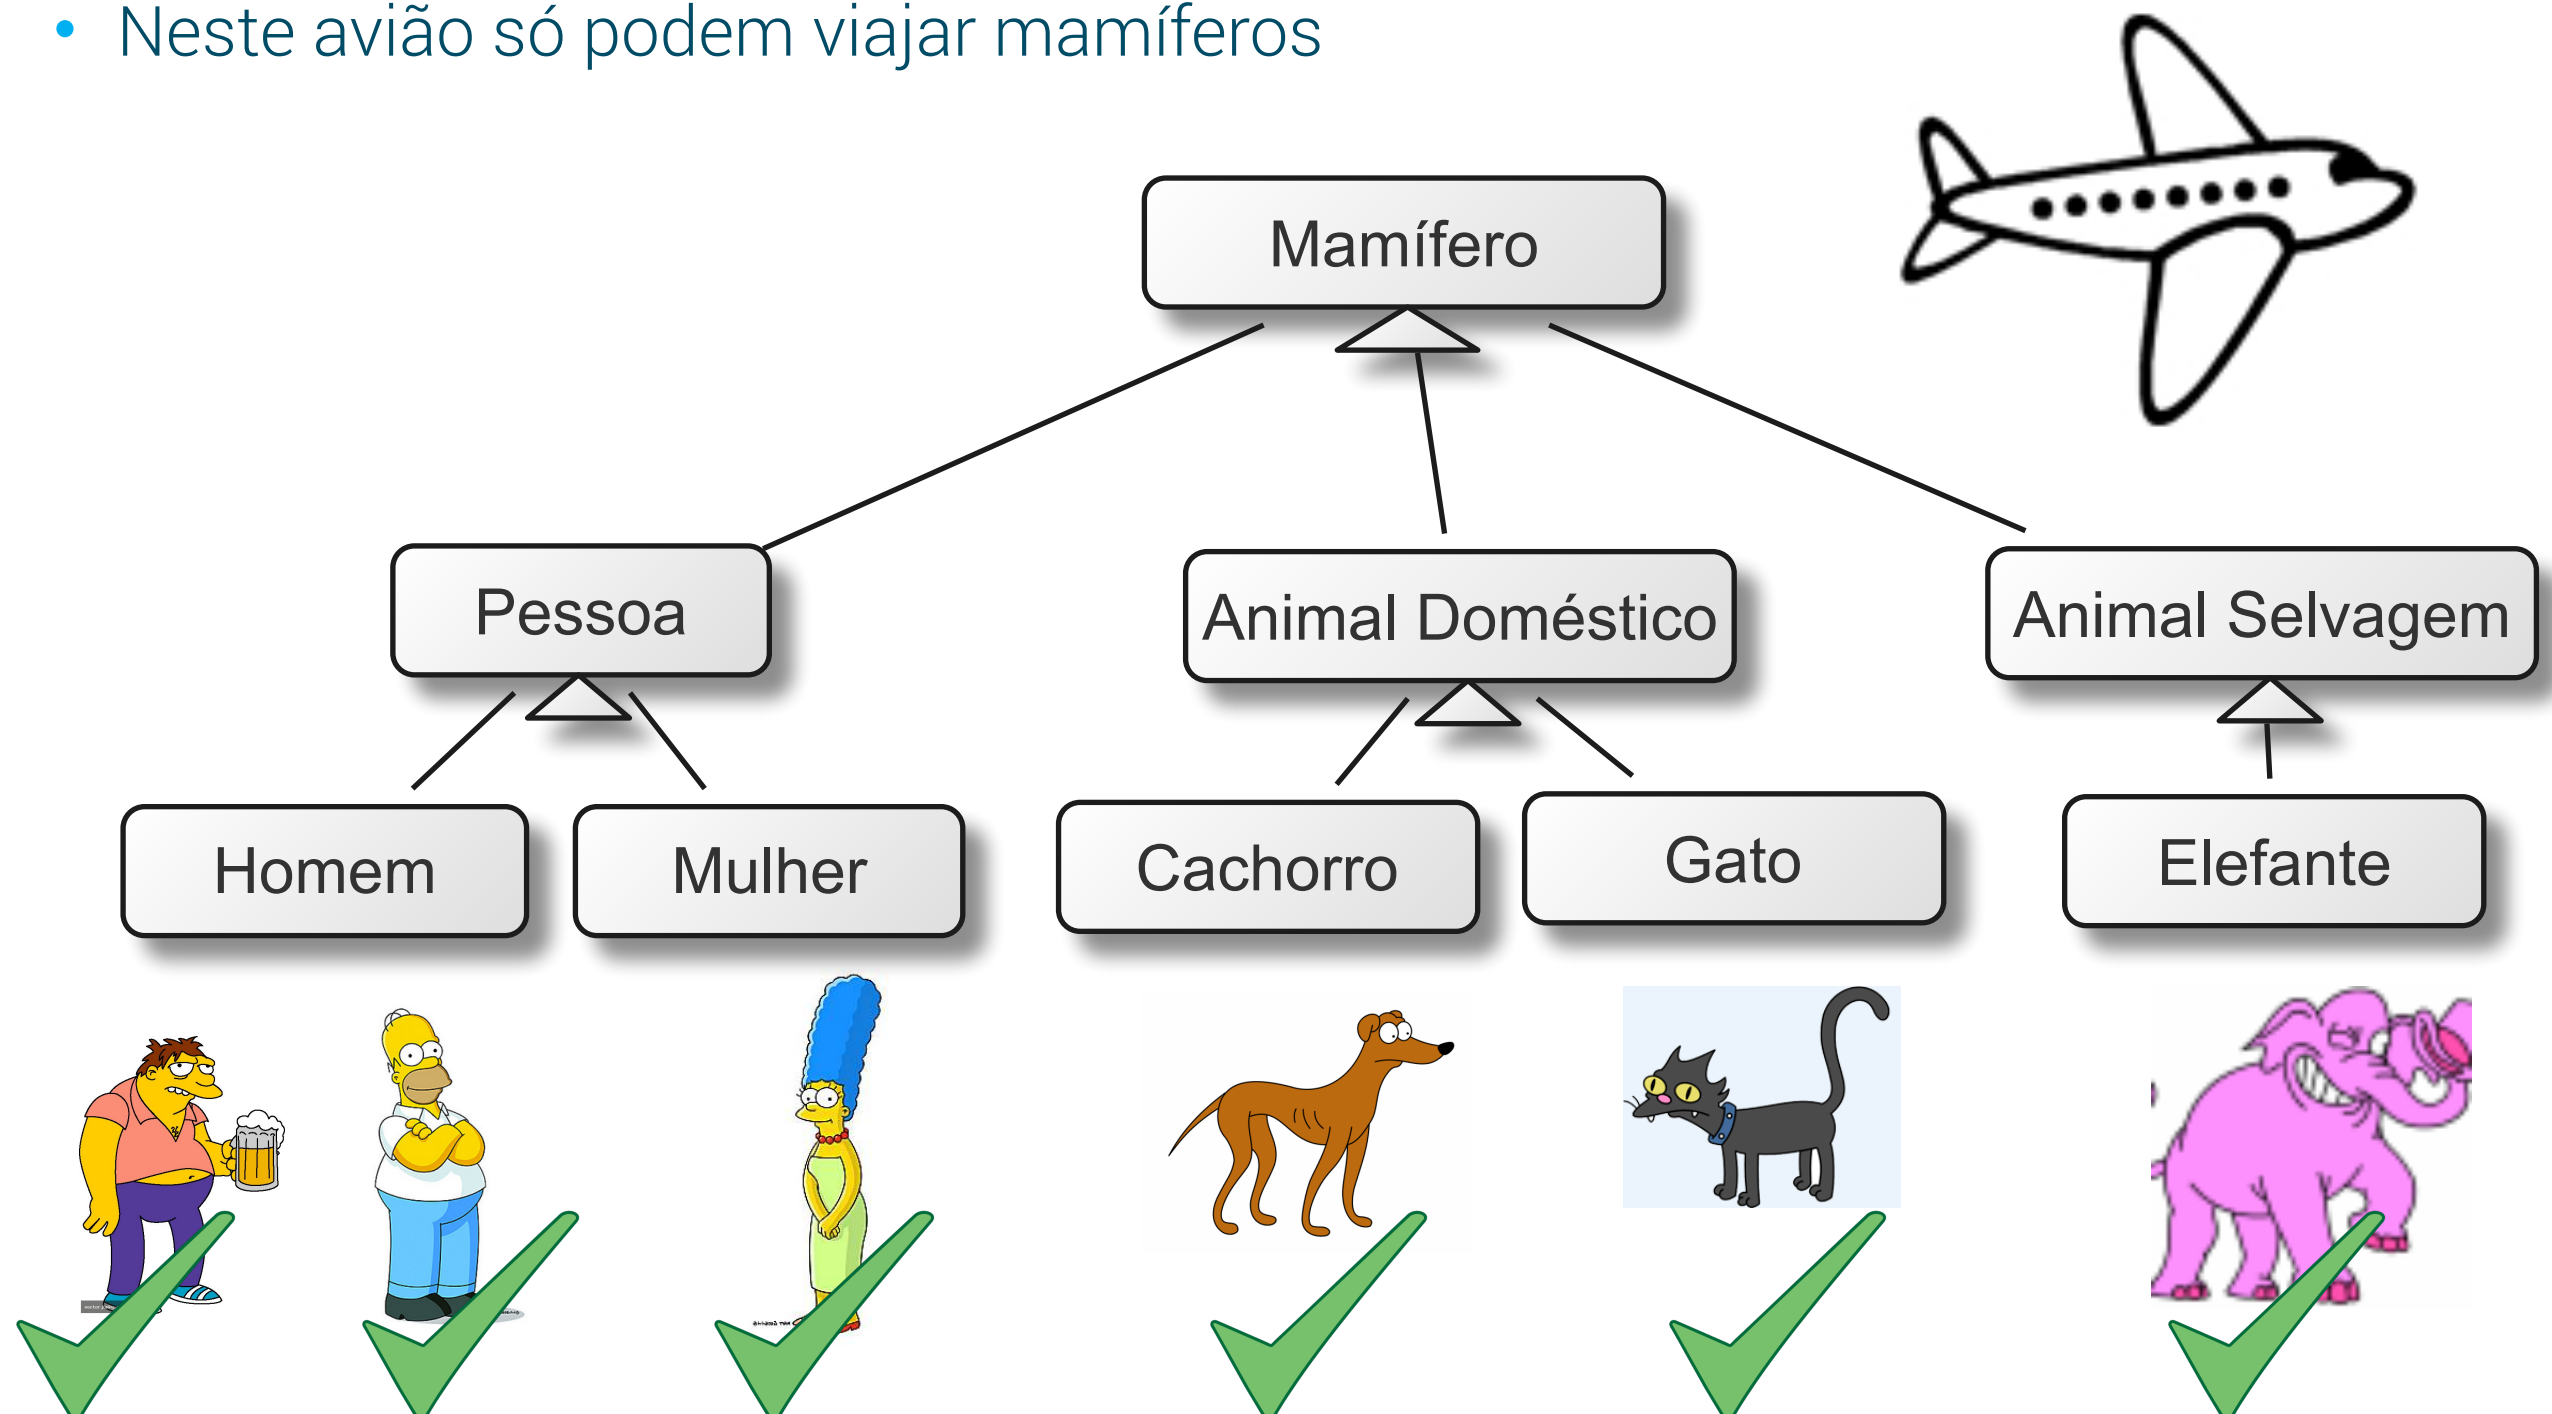 • Neste avião só podem viajar mamíferos
Mamífero
Pessoa
Animal Doméstico
Animal Selvagem
Homem
Mulher
Cachorro
Gato
Elefante